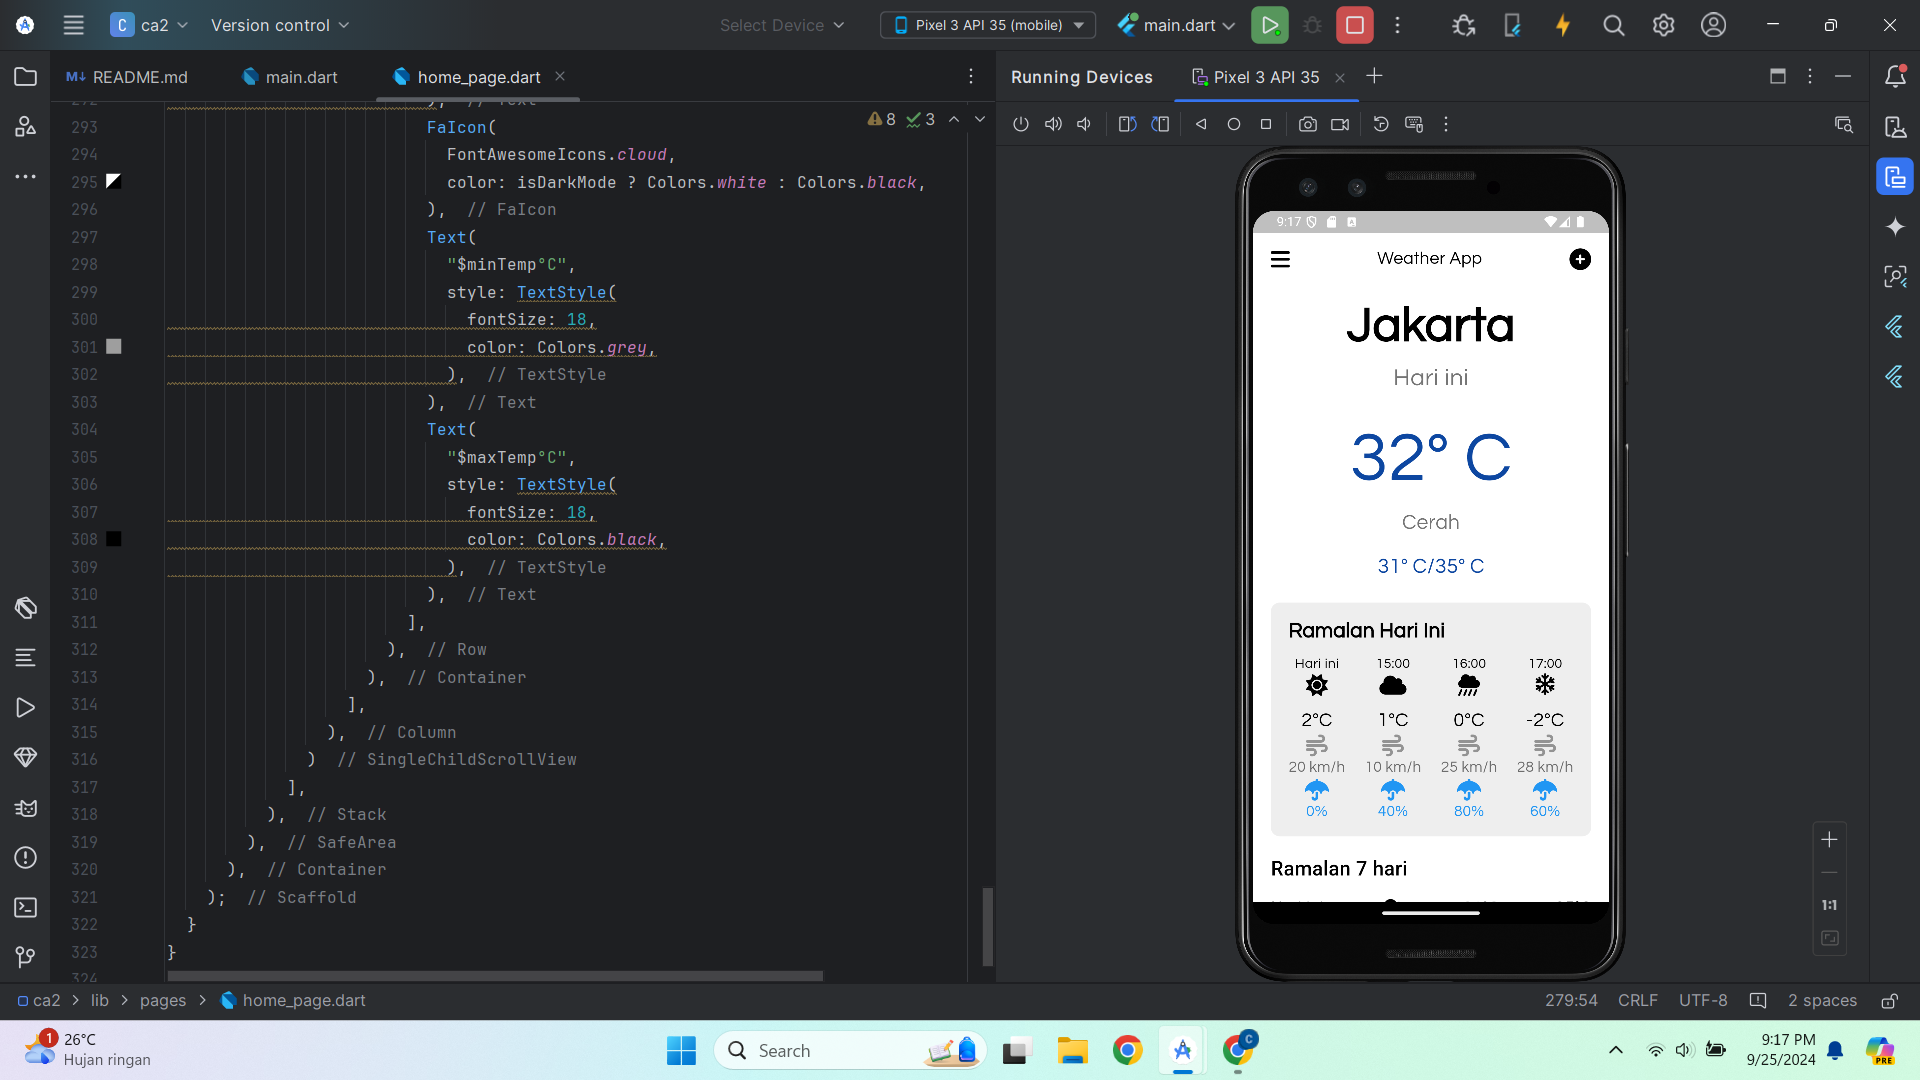 C ca2 Version control Select Device Pixel 3 API 35 (mobile) main.dart
M↓ README.md main.dart home_page.dart
Running Devices Pixel 3 API 35
8 3
292 ), // Text
293 FaIcon(
294 FontAwesomeIcons.cloud,
295 color: isDarkMode ? Colors.white : Colors.black,
296 ), // FaIcon
297 Text(
298 "$minTemp°C",
299 style: TextStyle(
300 fontSize: 18,
301 color: Colors.grey,
302 ), // TextStyle
303 ), // Text
304 Text(
305 "$maxTemp°C",
306 style: TextStyle(
307 fontSize: 18,
308 color: Colors.black,
309 ), // TextStyle
310 ), // Text
311 ],
312 ), // Row
313 ), // Container
314 ],
315 ), // Column
316 ) // SingleChildScrollView
317 ],
318 ), // Stack
319 ), // SafeArea
320 ), // Container
321 ); // Scaffold
322 }
323 }
324
9:17
Weather App
Jakarta
Hari ini
32° C
Cerah
31° C/35° C
Ramalan Hari Ini
Hari ini 15:00 16:00 17:00
2°C 1°C 0°C -2°C
20 km/h 10 km/h 25 km/h 28 km/h
0% 40% 80% 60%
Ramalan 7 hari
1:1
ca2 > lib > pages > home_page.dart
279:54 CRLF UTF-8 2 spaces
1 26°C
Hujan ringan
Search
C
9:17 PM
9/25/2024
PRE